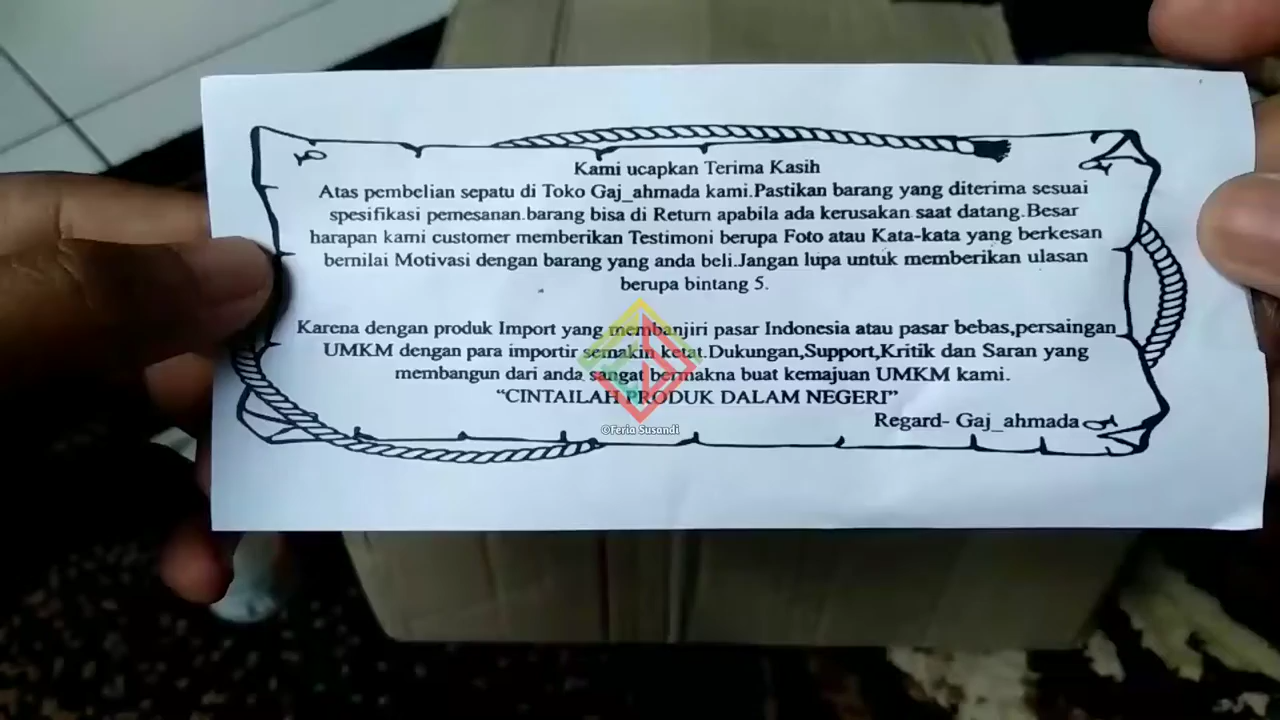 Kami ucapkan Terima Kasih
Atas pembelian sepatu di Toko Gaj_ahmada kami.Pastikan barang yang diterima sesuai
spesifikasi pemesanan.barang bisa di Return apabila ada kerusakan saat datang.Besar
harapan kami customer memberikan Testimoni berupa Foto atau Kata-kata yang berkesan
bernilai Motivasi dengan barang yang anda beli.Jangan lupa untuk memberikan ulasan
berupa bintang 5.
Karena dengan produk Import yang membanjiri pasar Indonesia atau pasar bebas,persaingan
UMKM dengan para importir semakin ketat.Dukungan,Support,Kritik dan Saran yang
membangun dari anda sangat bermakna buat kemajuan UMKM kami.
“CINTAILAH PRODUK DALAM NEGERI”
Regard- Gaj_ahmada
©Feria Susandi